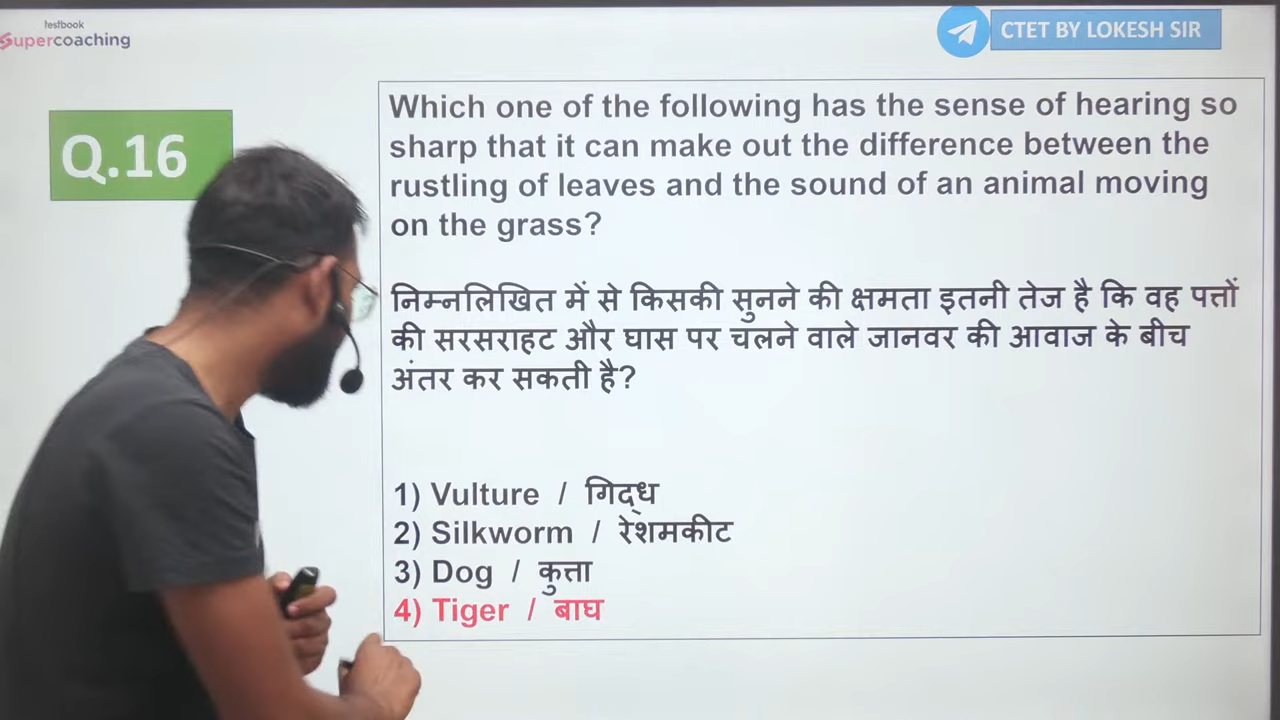 testbook
Supercoaching
CTET BY LOKESH SIR
Q.16
Which one of the following has the sense of hearing so
sharp that it can make out the difference between the
rustling of leaves and the sound of an animal moving
on the grass?
निम्नलिखित में से किसकी सुनने की क्षमता इतनी तेज है कि वह पत्तों
की सरसराहट और घास पर चलने वाले जानवर की आवाज के बीच
अंतर कर सकती है?
1) Vulture / गिद्ध
2) Silkworm / रेशमकीट
3) Dog / कुत्ता
4) Tiger / बाघ